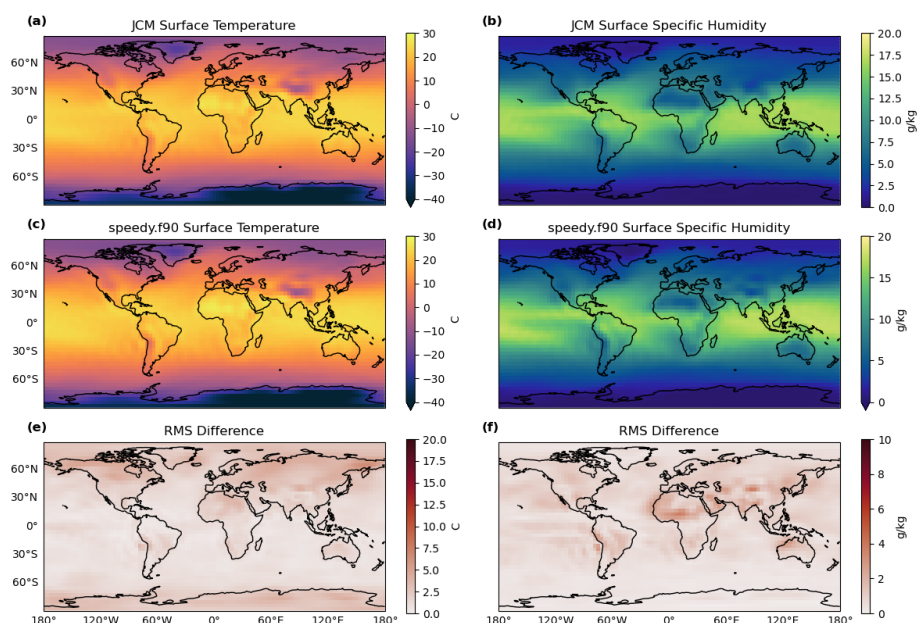 (a) JCM Surface Temperature
60°N
30°N
0°
30°S
60°S
30
20
10
0
−10
−20
−30
−40
C
(b) JCM Surface Specific Humidity
20.0
17.5
15.0
12.5
10.0
7.5
5.0
2.5
0.0
g/kg
(c) speedy.f90 Surface Temperature
60°N
30°N
0°
30°S
60°S
30
20
10
0
−10
−20
−30
−40
C
(d) speedy.f90 Surface Specific Humidity
20
15
10
5
0
g/kg
(e) RMS Difference
60°N
30°N
0°
30°S
60°S
180° 120°W 60°W 0° 60°E 120°E 180°
20.0
17.5
15.0
12.5
10.0
7.5
5.0
2.5
0.0
C
(f) RMS Difference
180° 120°W 60°W 0° 60°E 120°E 180°
10
8
6
4
2
0
g/kg